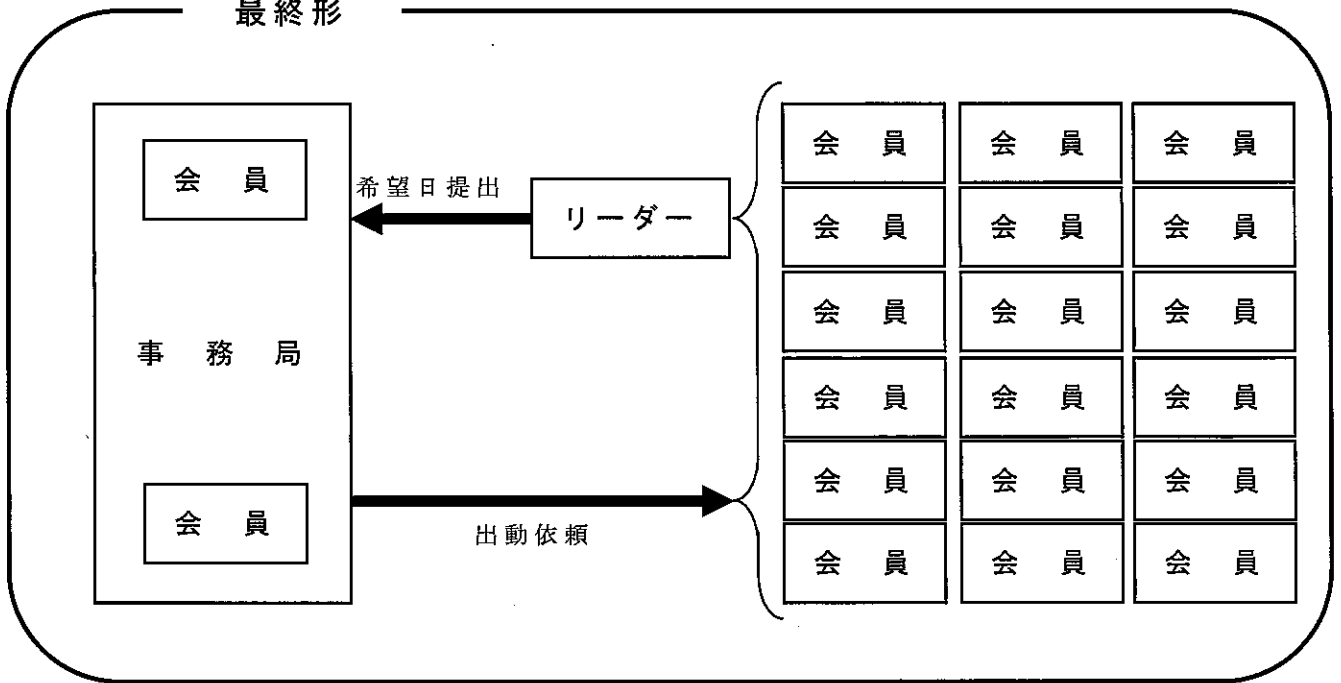 最終形
会 員
事 務 局
会 員
希望日提出
リーダー
出動依頼
会 員 会 員 会 員
会 員 会 員 会 員
会 員 会 員 会 員
会 員 会 員 会 員
会 員 会 員 会 員
会 員 会 員 会 員